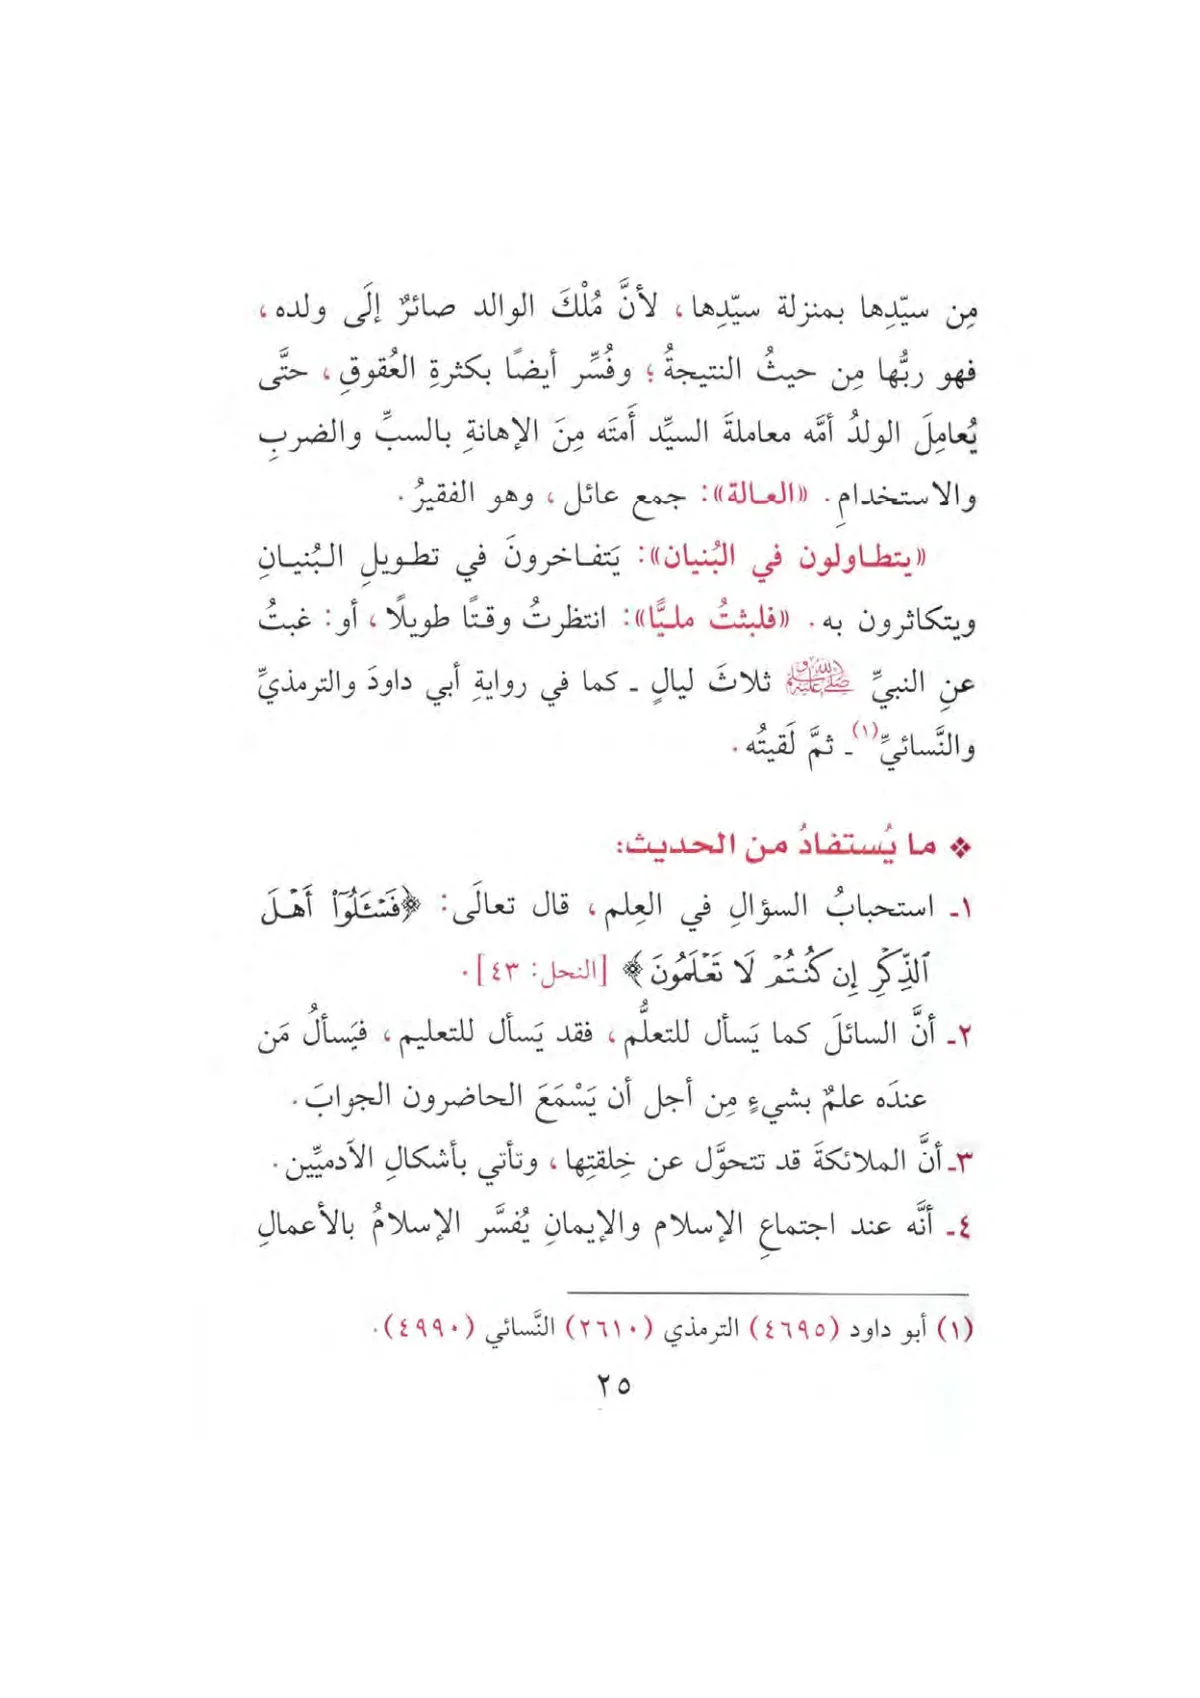 مِن سيّدِها بمنزلة سيّدِها، لأنَّ مُلْكَ الوالد صائرٌ إلَى ولده،
فهو ربُّها مِن حيثُ النتيجةُ؛ وفُسِّر أيضًا بكثرةِ العُقوقِ، حتَّى
يُعامِلَ الولدُ أمَّه معاملةَ السيِّد أَمتَه مِنَ الإهانةِ بالسبِّ والضربِ
والاستخدامِ. «العالة»: جمع عائل، وهو الفقيرُ.
«يتطاولون في البُنيان»: يَتفاخرونَ في تطويلِ البُنيانِ
ويتكاثرون به. «فلبثتُ مليًّا»: انتظرتُ وقتًا طويلًا، أو: غبتُ
عنِ النبيِّ ﷺ ثلاثَ ليالٍ ـ كما في روايةِ أبي داودَ والترمذيِّ
والنَّسائيِّ(١) ـ ثمَّ لَقيتُه.
❖ ما يُستفادُ من الحديث:
١ـ استحبابُ السؤالِ في العِلم، قال تعالَى: ﴿فَسْـَٔلُوٓا۟ أَهْلَ
ٱلذِّكْرِ إِن كُنتُمْ لَا تَعْلَمُونَ﴾ [النحل: ٤٣].
٢ـ أنَّ السائلَ كما يَسأل للتعلُّم، فقد يَسأل للتعليم، فيَسألُ مَن
عندَه علمٌ بشيءٍ مِن أجل أن يَسْمَعَ الحاضرون الجوابَ.
٣ـ أنَّ الملائكةَ قد تتحوَّل عن خِلقتِها، وتأتي بأشكالِ الآدميِّين.
٤ـ أنَّه عند اجتماعِ الإسلام والإيمانِ يُفسَّر الإسلامُ بالأعمالِ
(١) أبو داود (٤٦٩٥) الترمذي (٢٦١٠) النَّسائي (٤٩٩٠).
٢٥